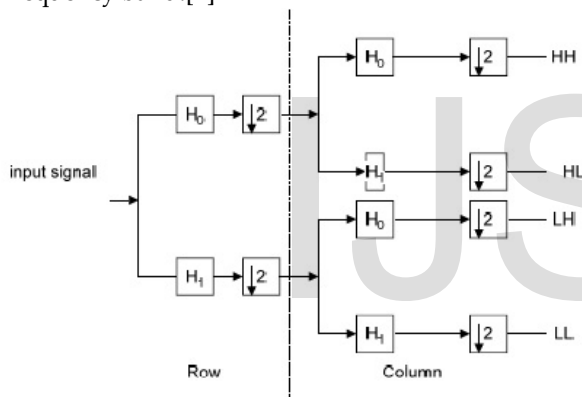 H₀ ↓2 HH
H₀ ↓2
input signal
H₁ ↓2 HL
H₀ ↓2 LH
H₁ ↓2
H₁ ↓2 LL
Row Column
IJS